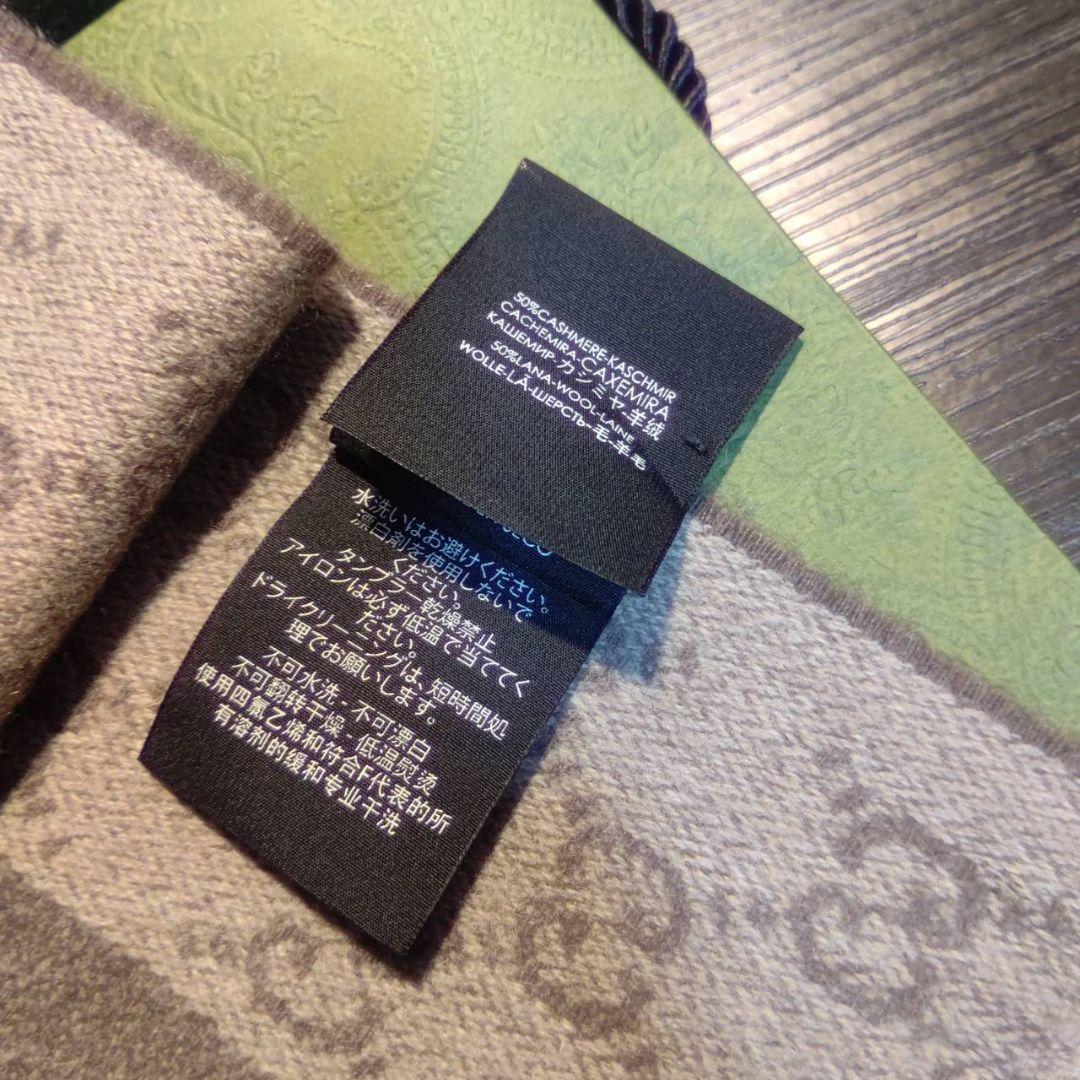 50%CASHMERE-KASCHMIR
CACHEMIRA-CAXEMIRA
КАШЕМИР カシミヤ-羊绒
50%LANA-WOOL-LAINE
WOLLE-LÃ-ШЕРСТЬ-毛-羊毛
水洗いはお避けください。
漂白剤を使用しないで
ください。
タンブラー乾燥禁止
アイロンは必ず低温で当ててく
ださい。
ドライクリーニングは、短時間処
理でお願いします。
不可水洗 - 不可漂白
不可翻转干燥 - 低温熨烫
使用四氯乙烯和符合F代表的所
有溶剂的缓和专业干洗